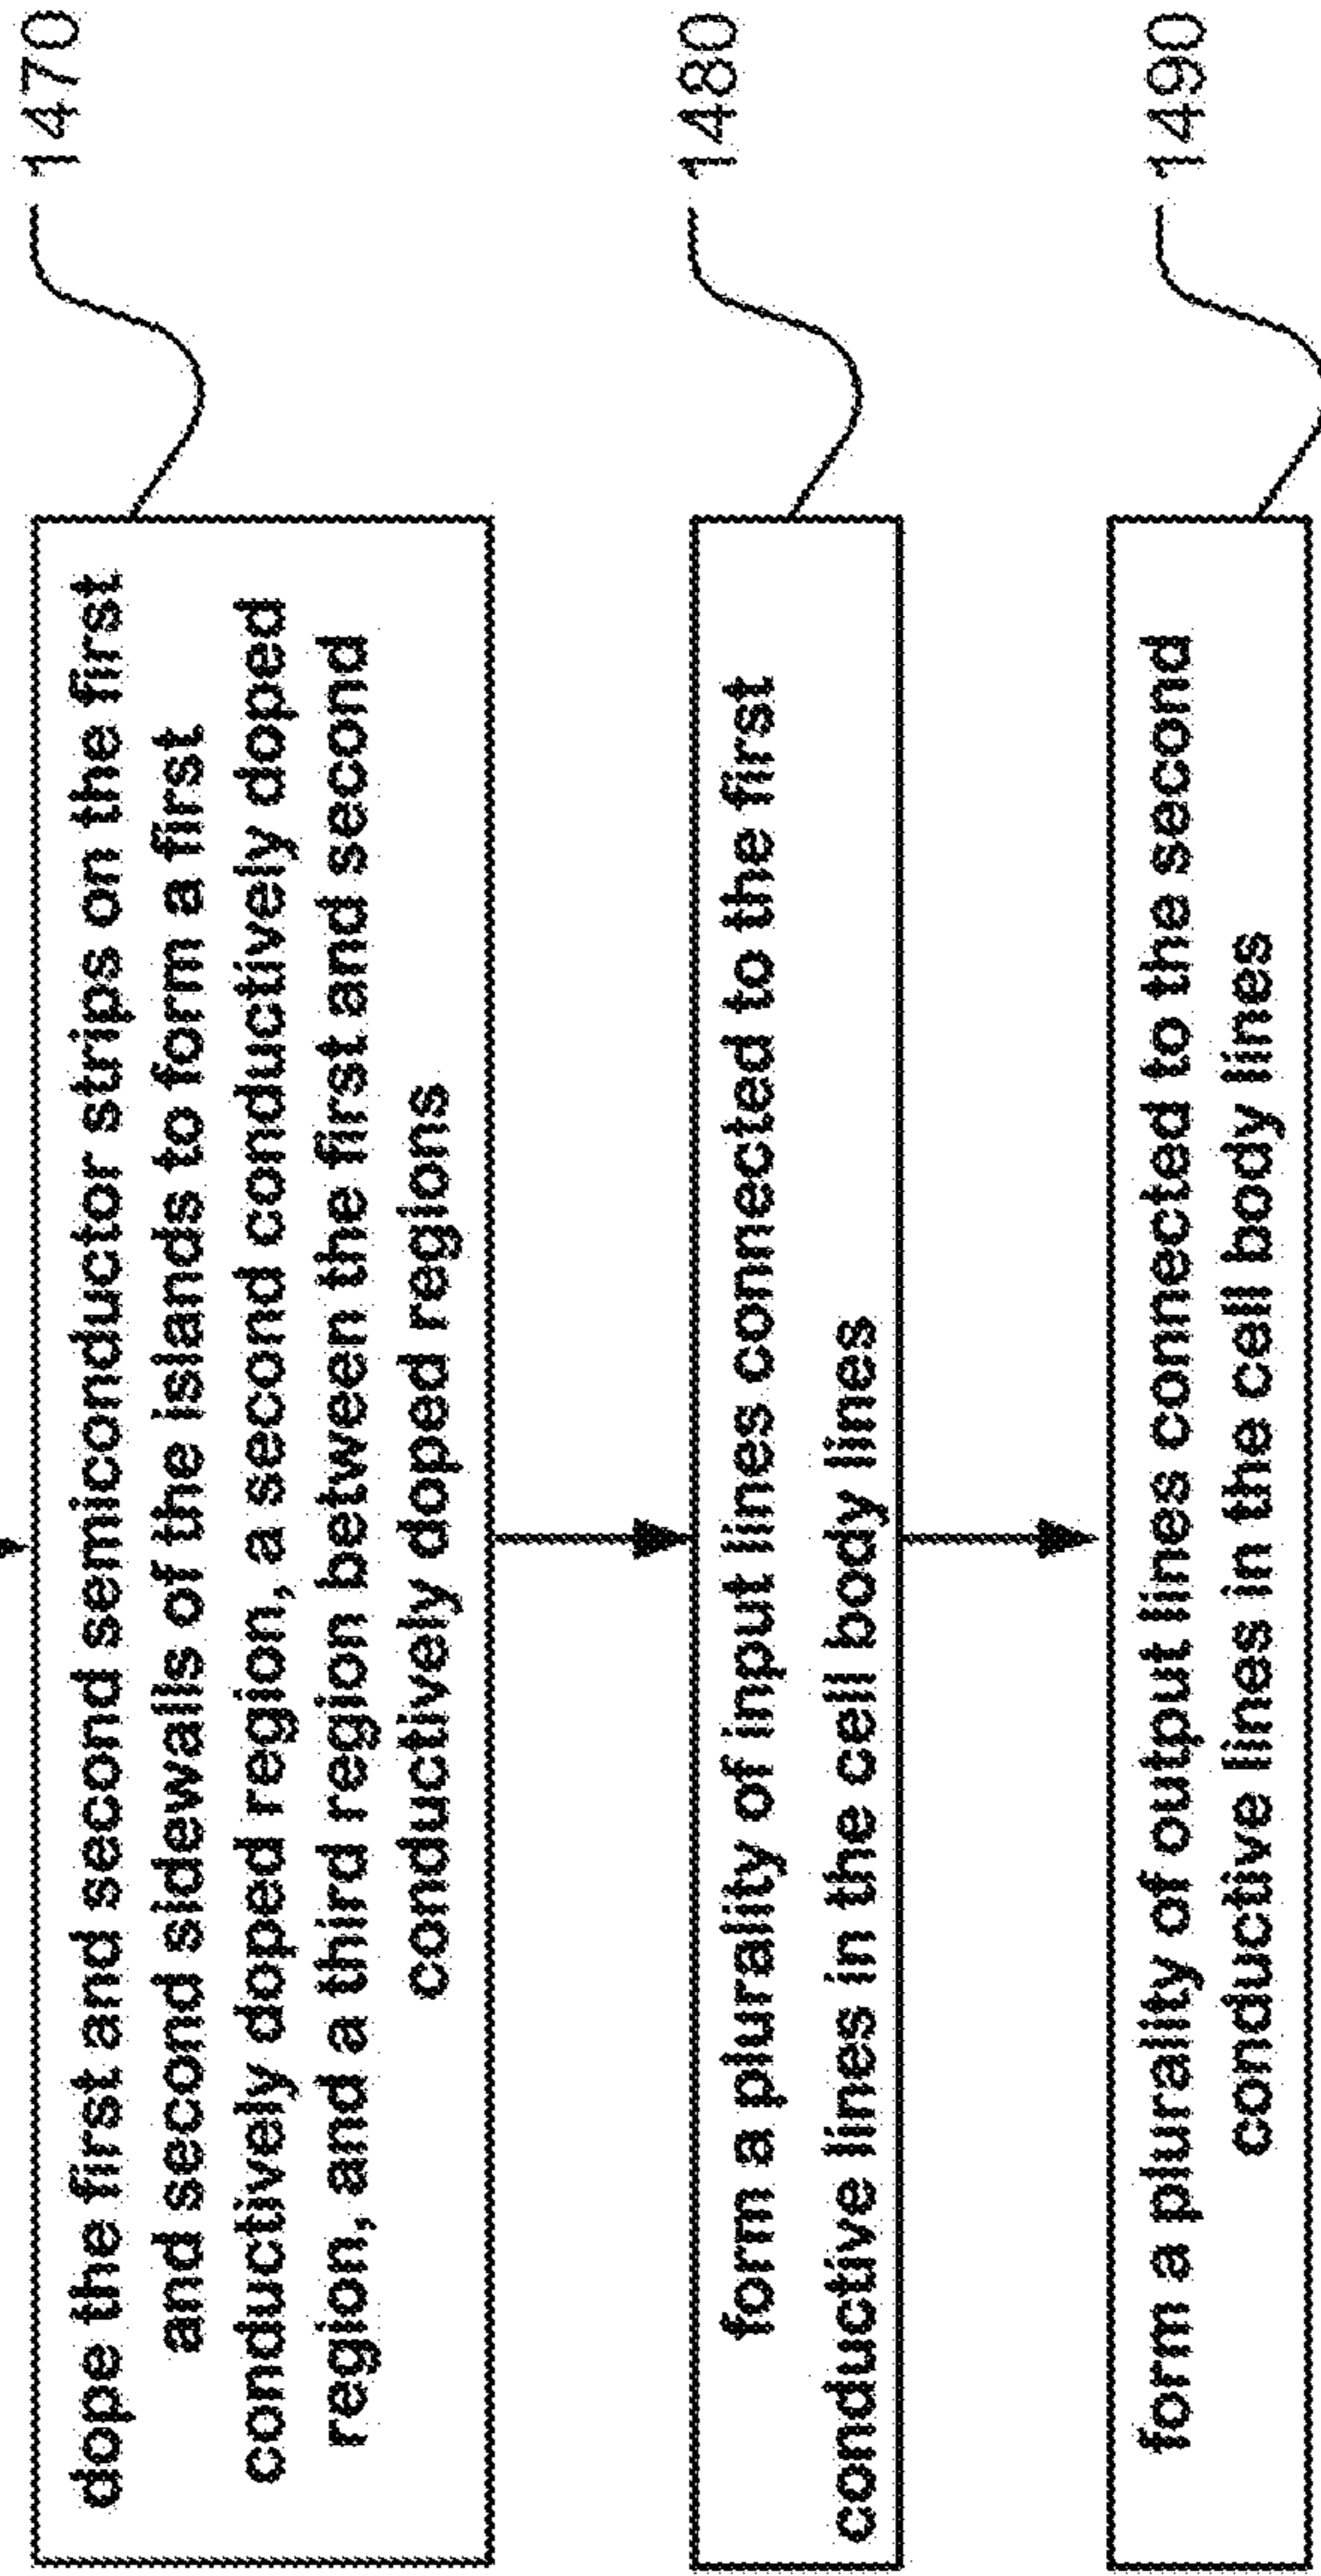 dope the first and second semiconductor strips on the first
and second sidewalls of the islands to form a first
conductively doped region, a second conductively doped
region, and a third region between the first and second
conductively doped regions
1470
form a plurality of input lines connected to the first
conductive lines in the cell body lines
1480
form a plurality of output lines connected to the second
conductive lines in the cell body lines
1490